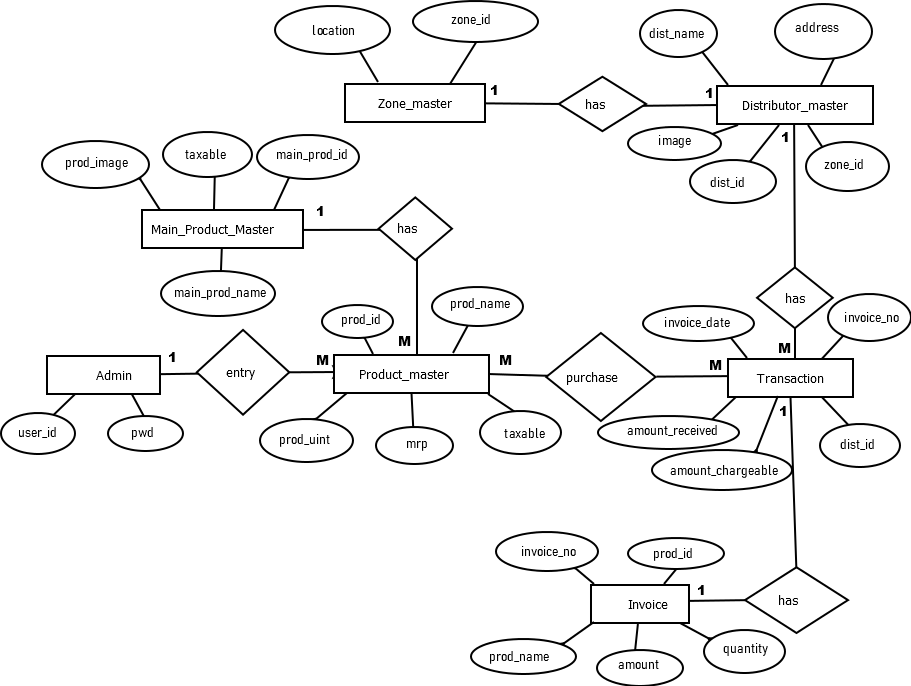 location
zone_id
dist_name
address
Zone_master
1
has
1
Distributor_master
image
1
dist_id
zone_id
prod_image
taxable
main_prod_id
Main_Product_Master
1
has
main_prod_name
prod_id
prod_name
M
has
invoice_date
invoice_no
M
Admin
1
entry
M
Product_master
M
purchase
M
Transaction
user_id
pwd
prod_uint
mrp
taxable
amount_received
1
dist_id
amount_chargeable
invoice_no
prod_id
Invoice
1
has
prod_name
amount
quantity